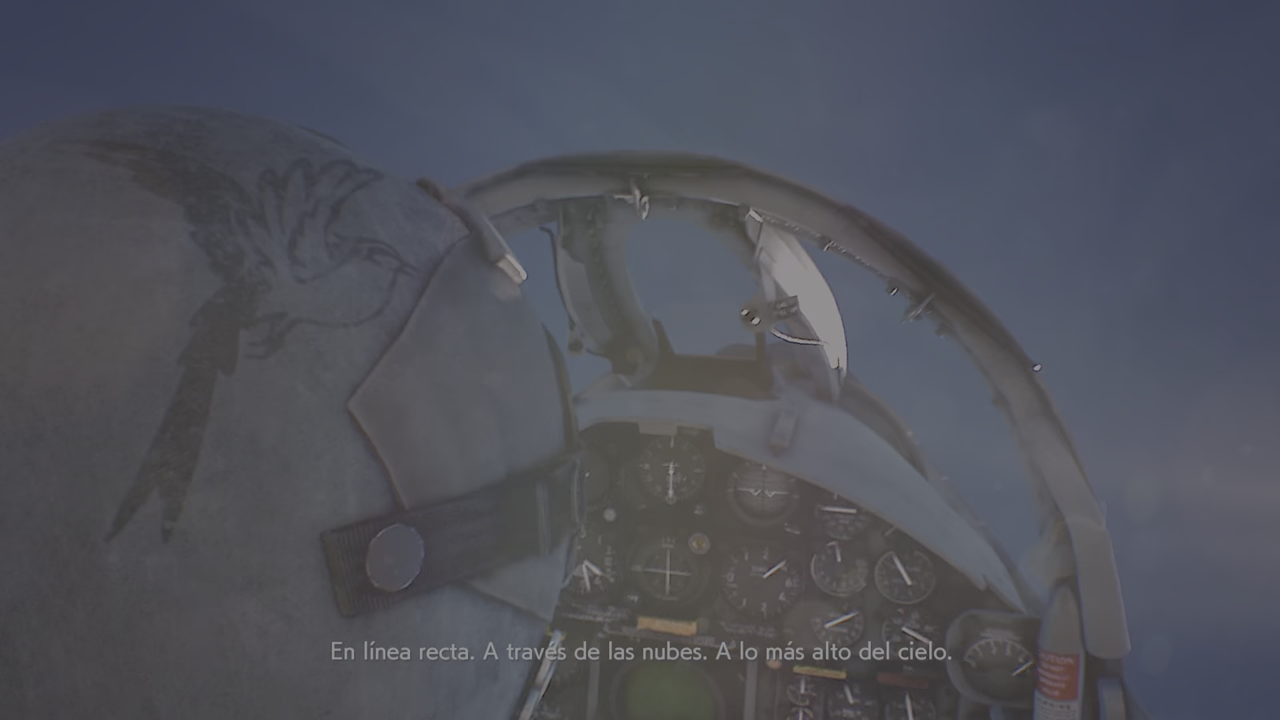 En línea recta. A través de las nubes. A lo más alto del cielo.